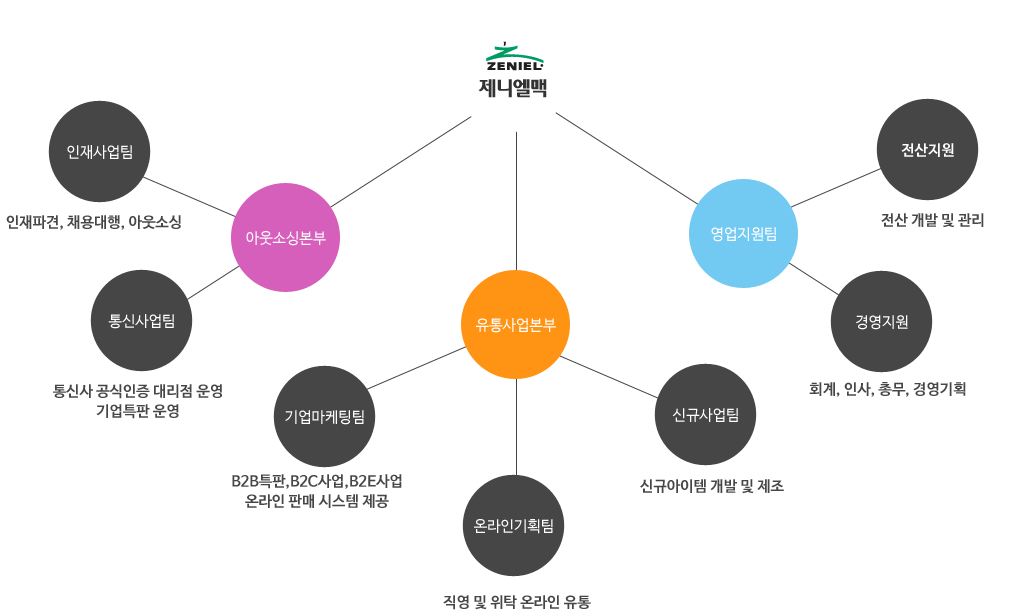 ZENIEL
제니엘맥
인재사업팀
인재파견, 채용대행, 아웃소싱
아웃소싱본부
통신사업팀
통신사 공식인증 대리점 운영
기업특판 운영
유통사업본부
기업마케팅팀
B2B특판,B2C사업,B2E사업
온라인 판매 시스템 제공
온라인기획팀
직영 및 위탁 온라인 유통
신규사업팀
신규아이템 개발 및 제조
영업지원팀
전산지원
전산 개발 및 관리
경영지원
회계, 인사, 총무, 경영기획